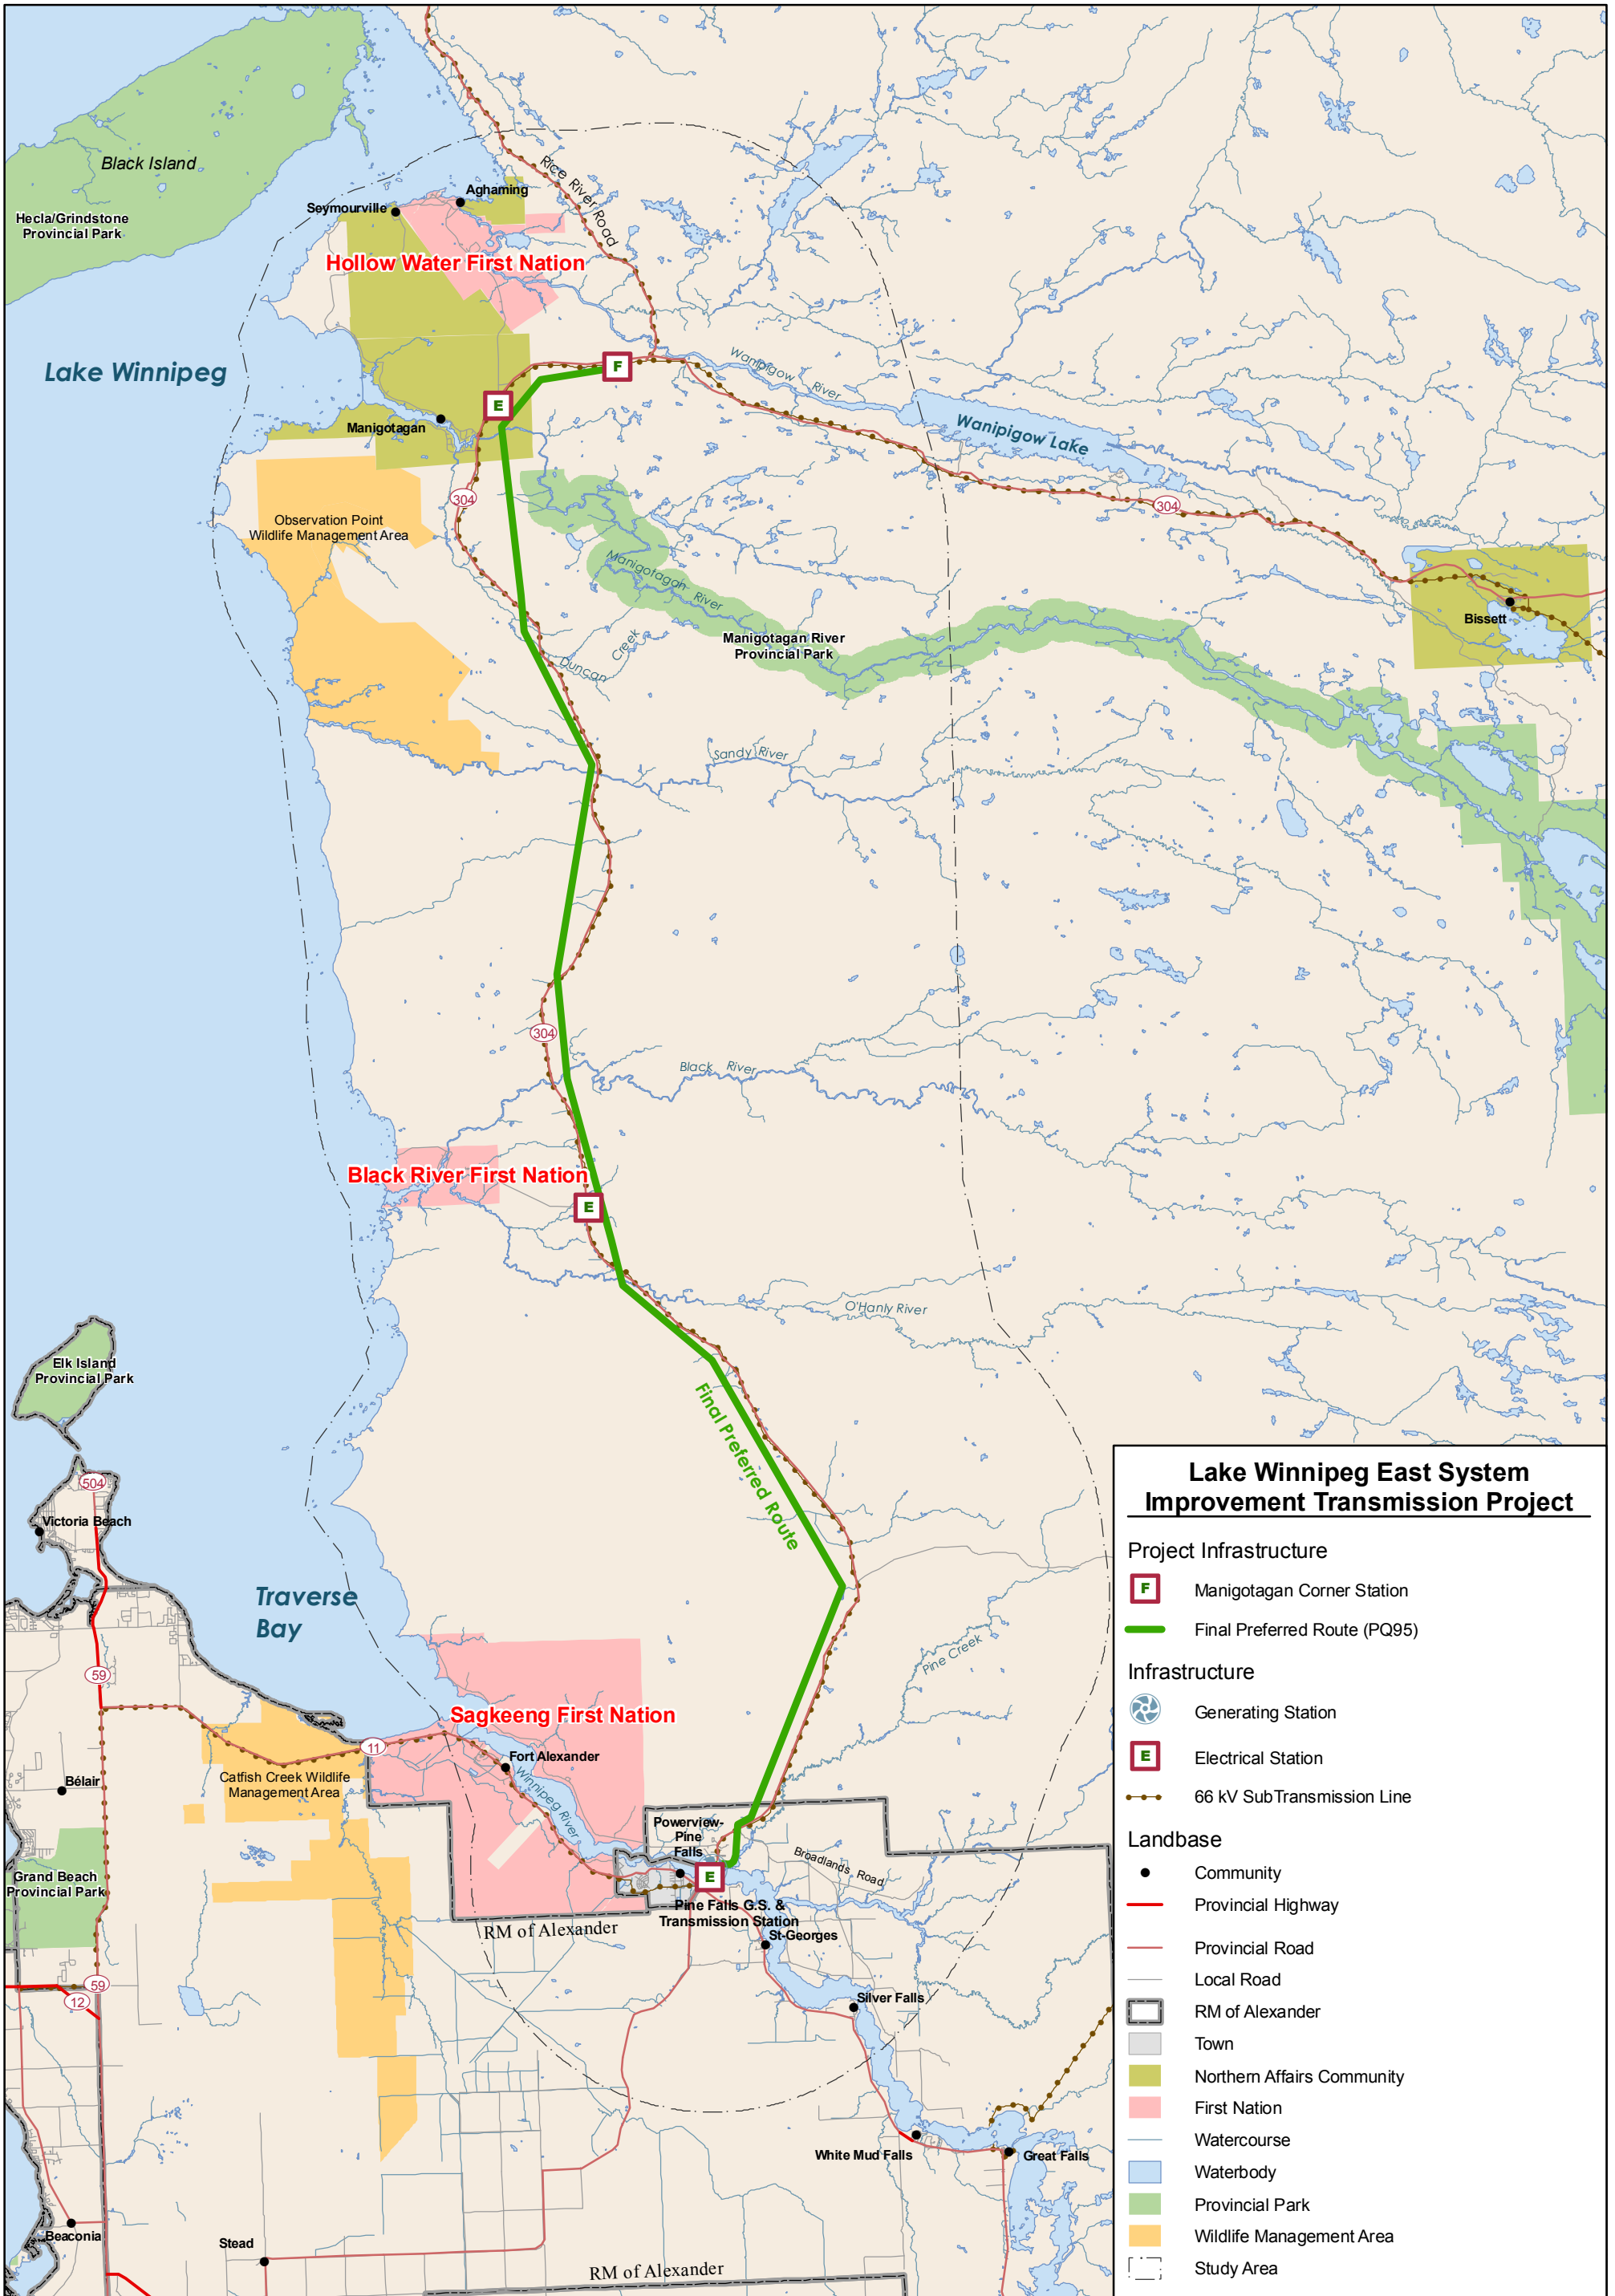 Black Island
Hecla/Grindstone
Provincial Park
Rice River Road
Aghaming
Seymourville
Hollow Water First Nation
Lake Winnipeg
F
Wanipigow River
E
Manigotagan
Wanipigow Lake
304
304
Observation Point
Wildlife Management Area
Manigotagan River
Bissett
Manigotagan River
Provincial Park
Duncan Creek
Sandy River
304
Black River
Black River First Nation
E
O'Hanly River
Elk Island
Provincial Park
Final Preferred Route
504
Victoria Beach
Traverse
Bay
Pine Creek
59
Sagkeeng First Nation
11
Fort Alexander
Winnipeg River
Bélair
Catfish Creek Wildlife
Management Area
Powerview-
Pine
Falls
Broadlands Road
Grand Beach
Provincial Park
E
Pine Falls G.S. &
Transmission Station
RM of Alexander
St-Georges
59
12
Silver Falls
White Mud Falls
Great Falls
Beaconia
Stead
RM of Alexander
Lake Winnipeg East System
Improvement Transmission Project
Project Infrastructure
F Manigotagan Corner Station
Final Preferred Route (PQ95)
Infrastructure
Generating Station
E Electrical Station
66 kV SubTransmission Line
Landbase
Community
Provincial Highway
Provincial Road
Local Road
RM of Alexander
Town
Northern Affairs Community
First Nation
Watercourse
Waterbody
Provincial Park
Wildlife Management Area
Study Area